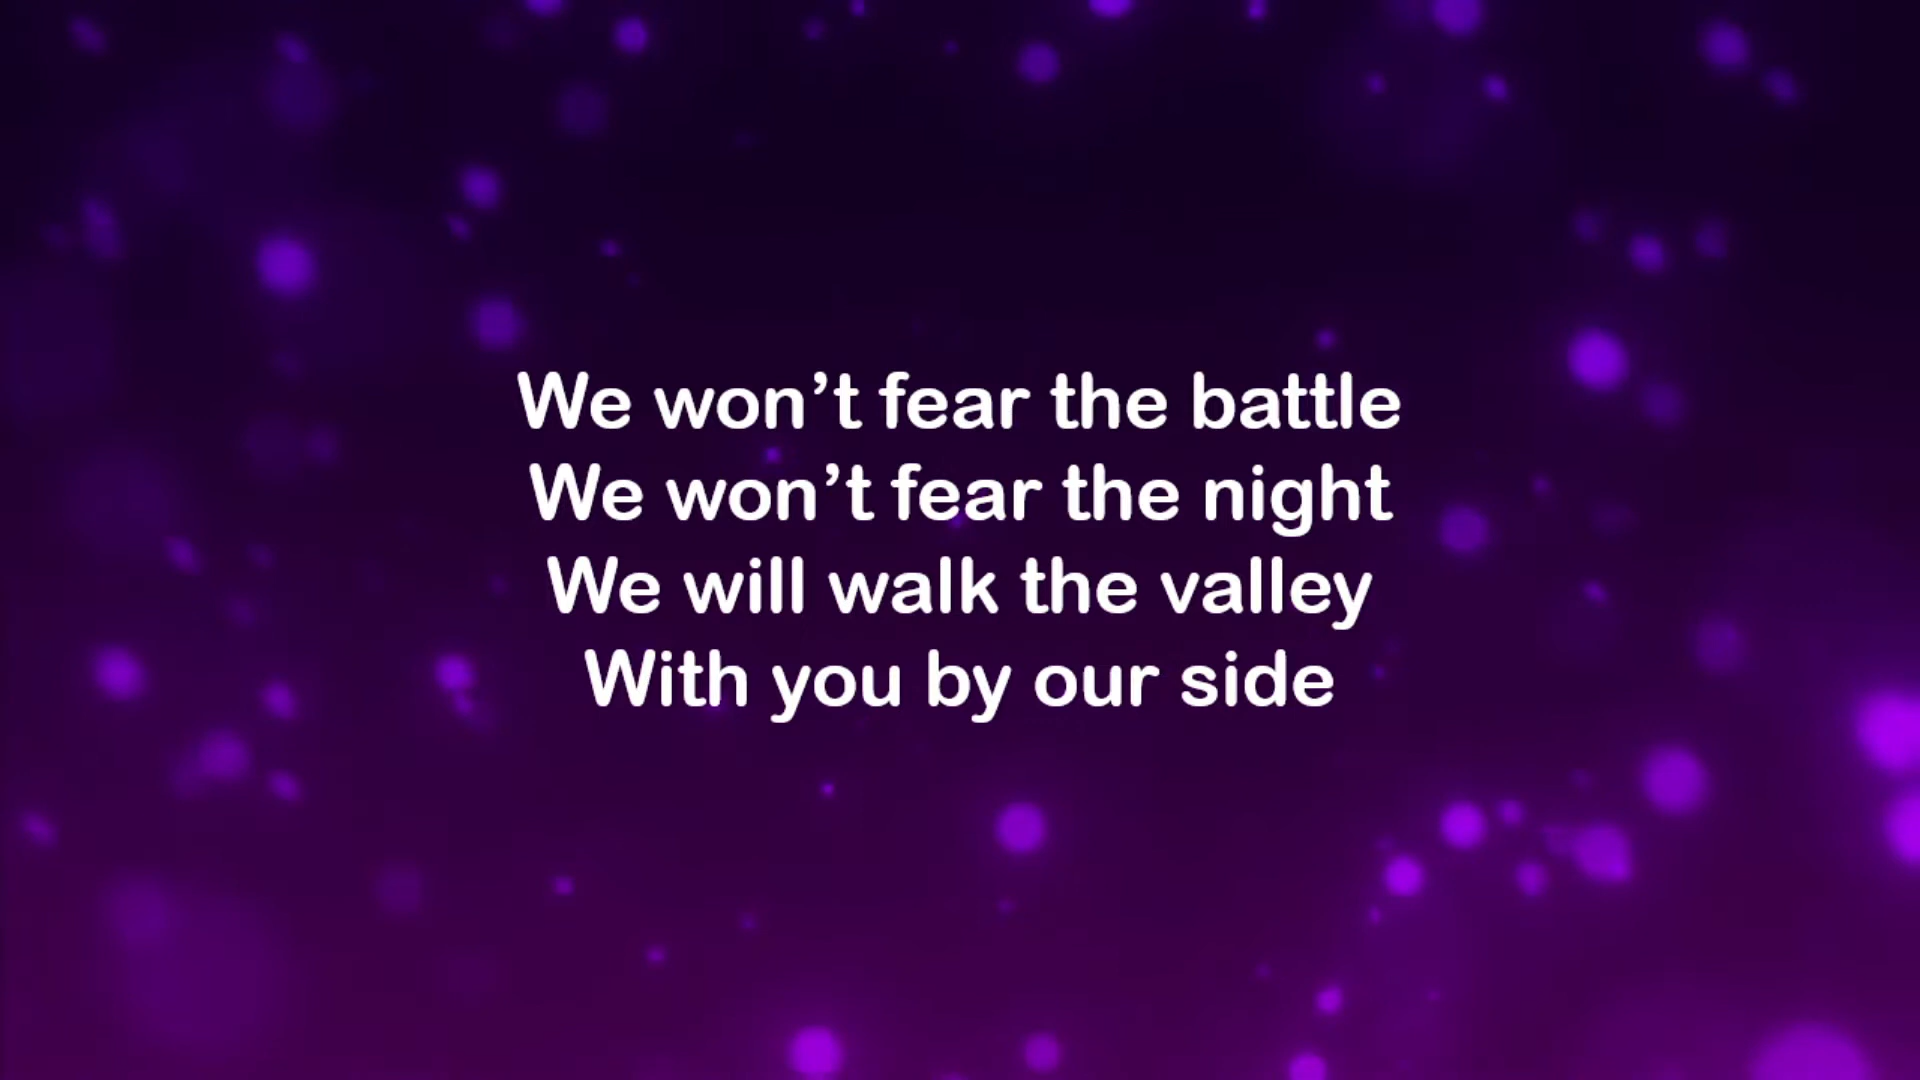 We won’t fear the battle
We won’t fear the night
We will walk the valley
With you by our side